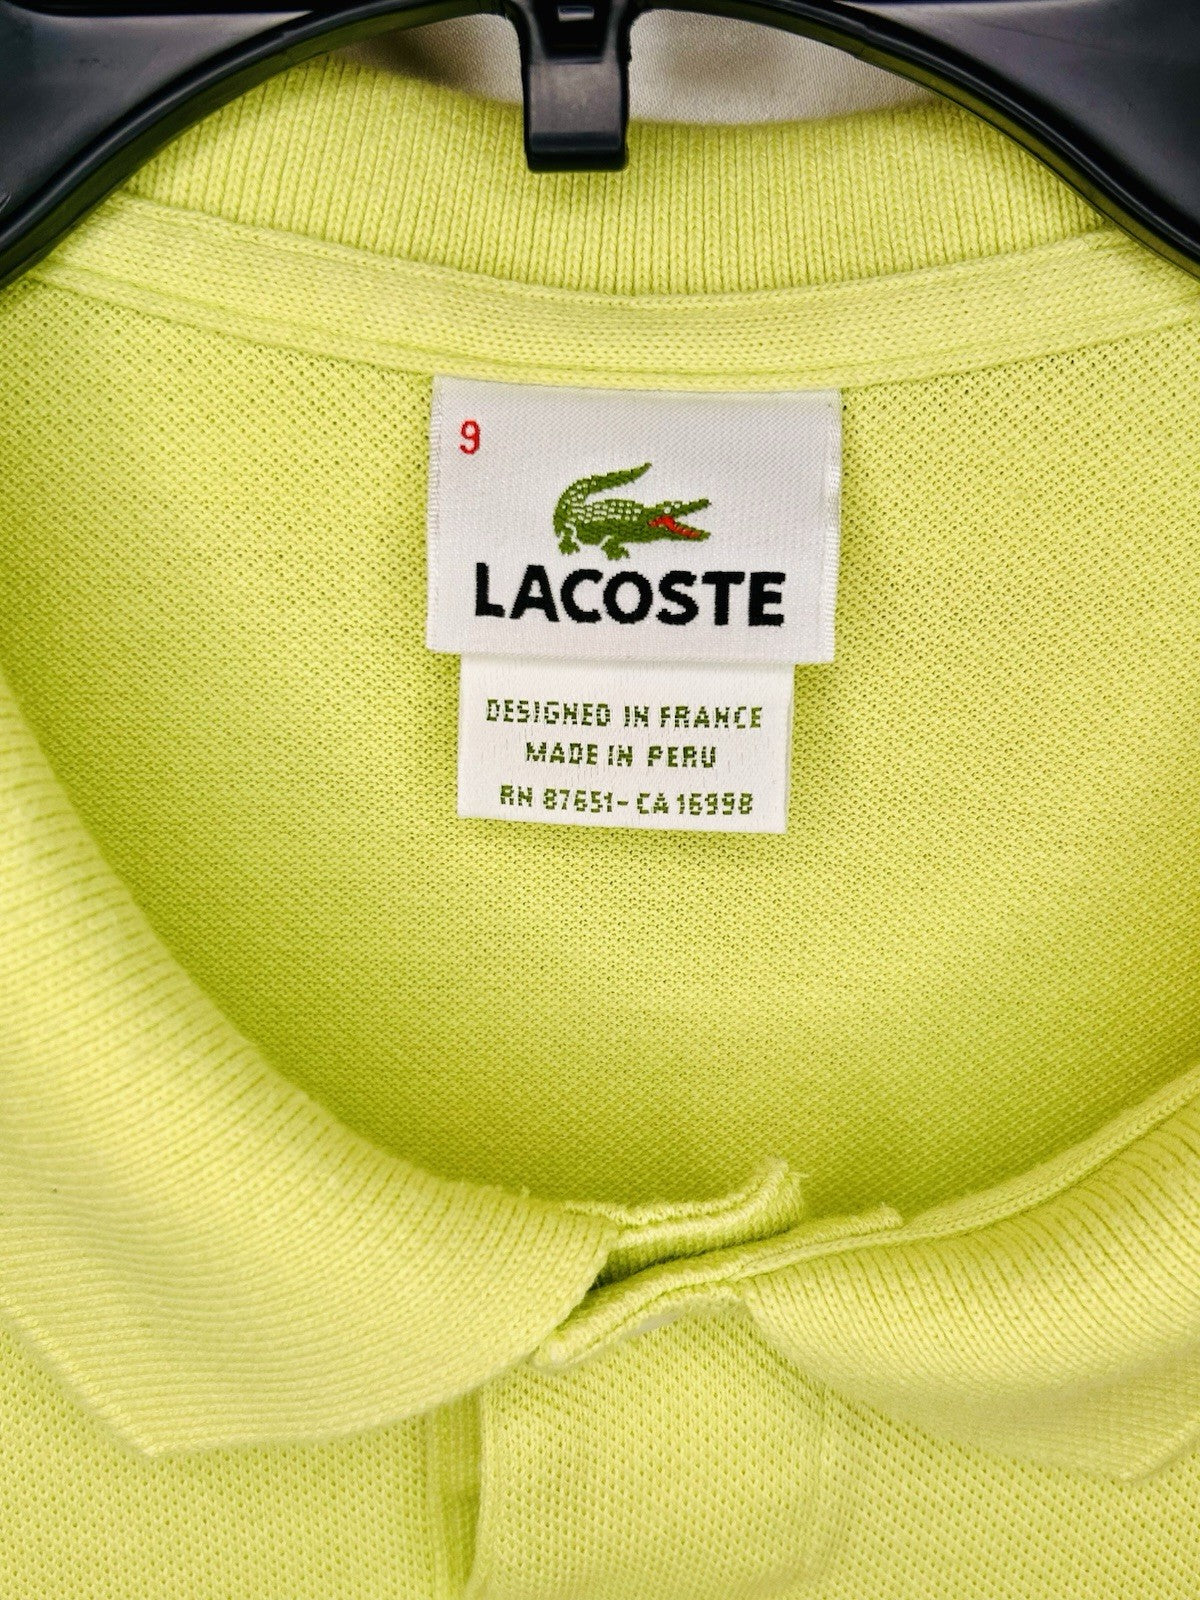 9
LACOSTE
DESIGNED IN FRANCE
MADE IN PERU
RN 87651-CA 16998